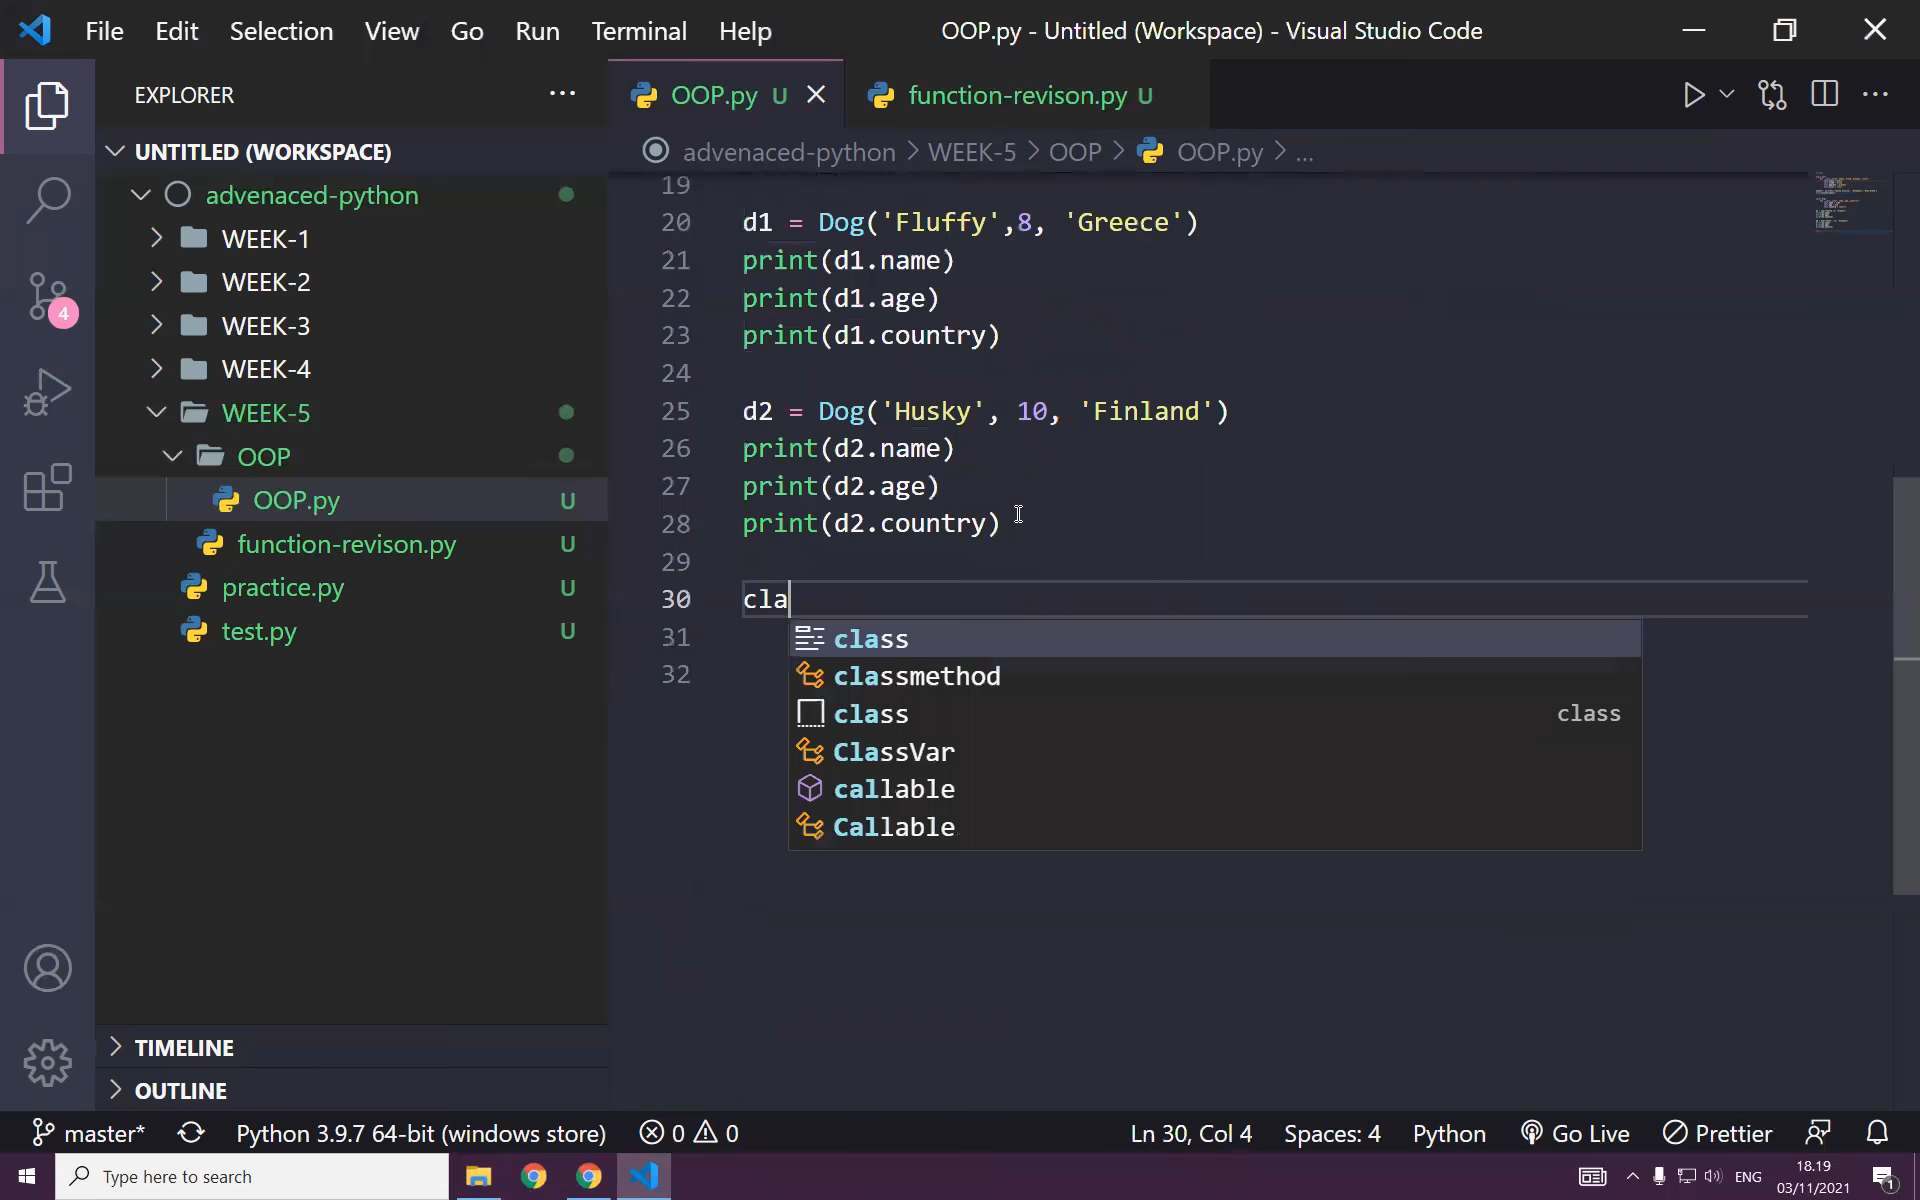 File Edit Selection View Go Run Terminal Help OOP.py - Untitled (Workspace) - Visual Studio Code
EXPLORER
UNTITLED (WORKSPACE)
advenaced-python
WEEK-1
WEEK-2
WEEK-3
WEEK-4
WEEK-5
OOP
OOP.py U
function-revison.py U
practice.py U
test.py U
TIMELINE
OUTLINE
4
OOP.py U function-revison.py U
advenaced-python > WEEK-5 > OOP > OOP.py > ...
19
20 d1 = Dog('Fluffy',8, 'Greece')
21 print(d1.name)
22 print(d1.age)
23 print(d1.country)
24
25 d2 = Dog('Husky', 10, 'Finland')
26 print(d2.name)
27 print(d2.age)
28 print(d2.country)
29
30 cla
31
32
class
classmethod
class class
ClassVar
callable
Callable
master* Python 3.9.7 64-bit (windows store) 0 0 Ln 30, Col 4 Spaces: 4 Python Go Live Prettier
Type here to search ENG 18.19
03/11/2021
1